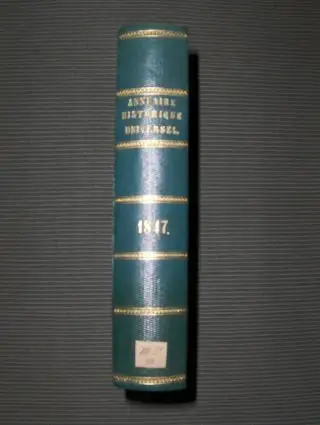 ANNUAIRE
HISTORIQUE
UNIVERSEL.
1847.